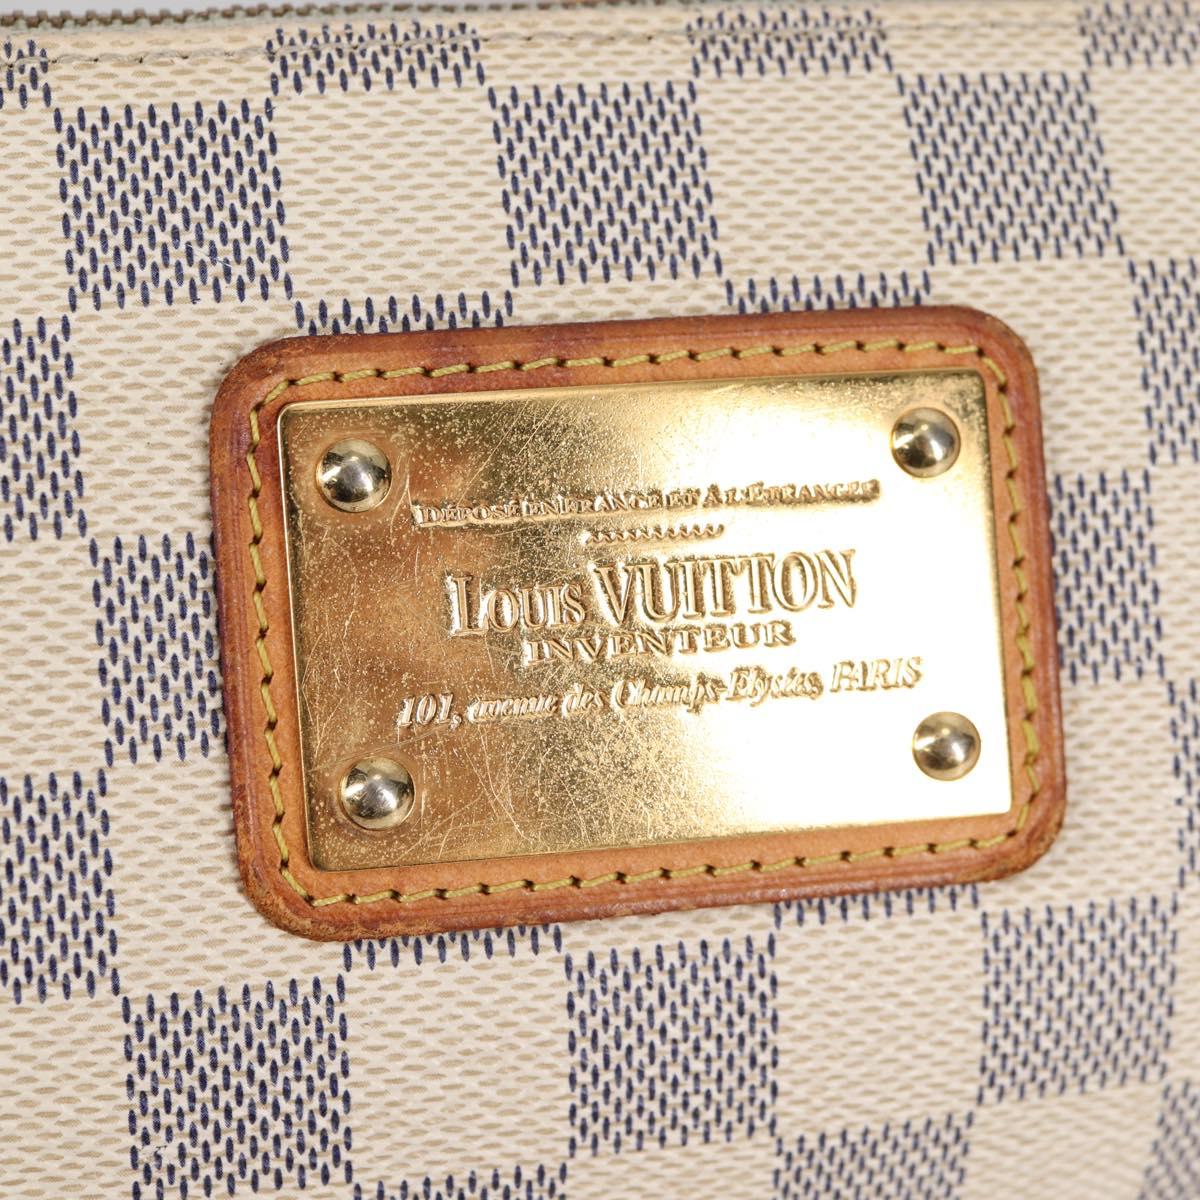 DÉPOSÉ EN FRANCE ET À L'ÉTRANGER
LOUIS VUITTON
INVENTEUR
101, avenue des Champs-Elysées, PARIS